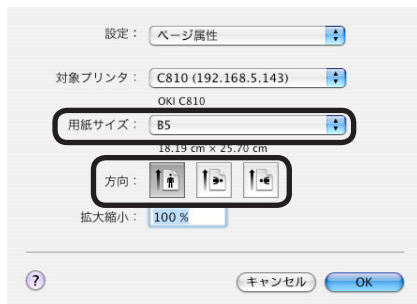 設定： ページ属性
対象プリンタ： C810 (192.168.5.143)
OKI C810
用紙サイズ： B5
18.19 cm × 25.70 cm
方向：
拡大縮小： 100 %
? キャンセル OK